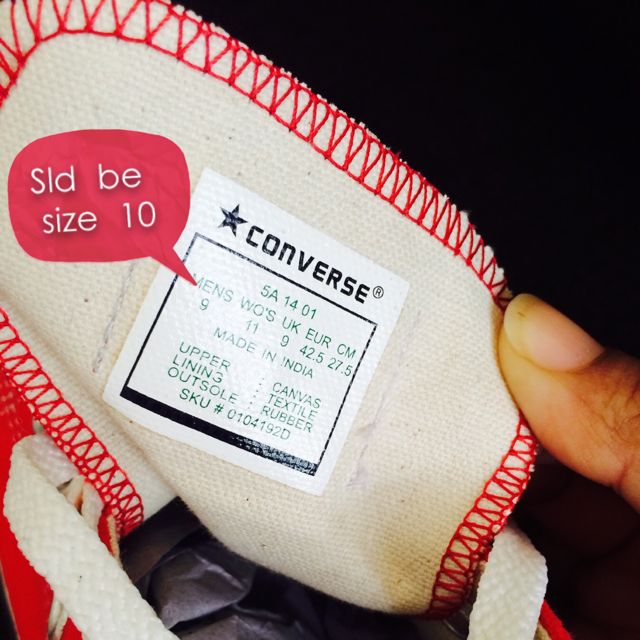 Sld be
size 10
CONVERSE®
5A 14 01
MENS WO'S UK EUR CM
9 11 9 42.5 27.5
MADE IN INDIA
UPPER : CANVAS
LINING : TEXTILE
OUTSOLE : RUBBER
SKU # 0104192D